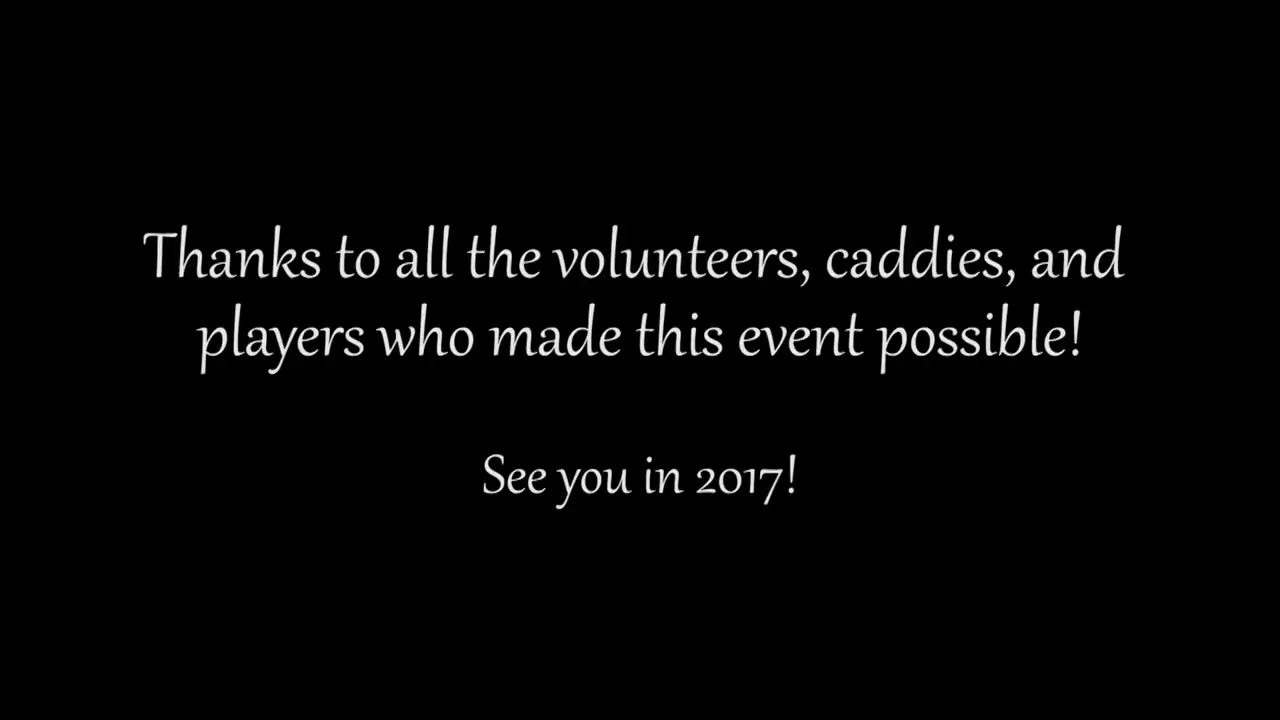 Thanks to all the volunteers, caddies, and
players who made this event possible!
See you in 2017!